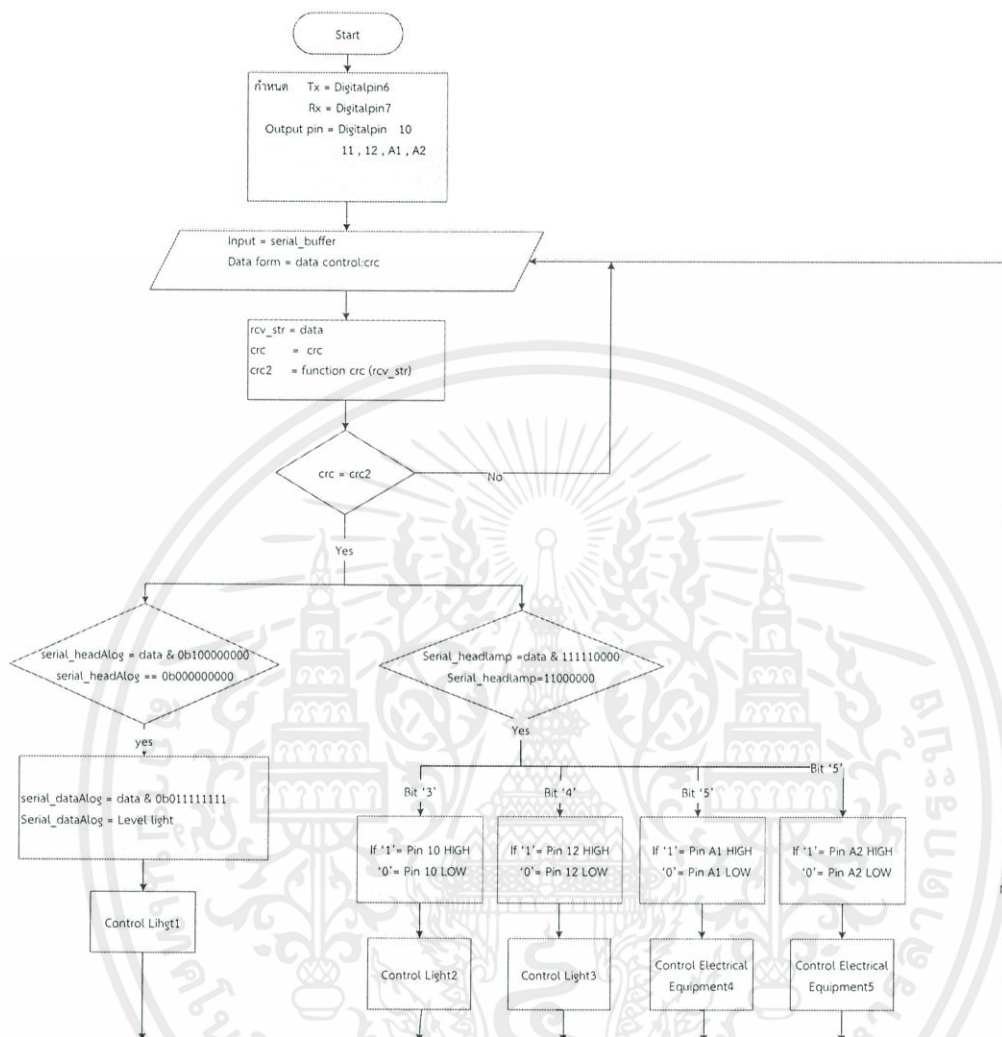 Start
กำหนด Tx = Digitalpin6
Rx = Digitalpin7
Output pin = Digitalpin 10
11 , 12 , A1 , A2
Input = serial_buffer
Data form = data control:crc
rcv_str = data
crc = crc
crc2 = function crc (rcv_str)
crc = crc2
No
Yes
serial_headAlog = data & 0b100000000
serial_headAlog == 0b000000000
Serial_headlamp =data & 111110000
Serial_headlamp=11000000
yes
Yes
serial_dataAlog = data & 0b011111111
Serial_dataAlog = Level light
Bit '3'
Bit '4'
Bit '5'
Bit '5'
If '1'= Pin 10 HIGH
'0'= Pin 10 LOW
If '1'= Pin 12 HIGH
'0'= Pin 12 LOW
If '1'= Pin A1 HIGH
'0'= Pin A1 LOW
If '1'= Pin A2 HIGH
'0'= Pin A2 LOW
Control Lihgt1
Control Light2
Control Light3
Control Electrical
Equipment4
Control Electrical
Equipment5